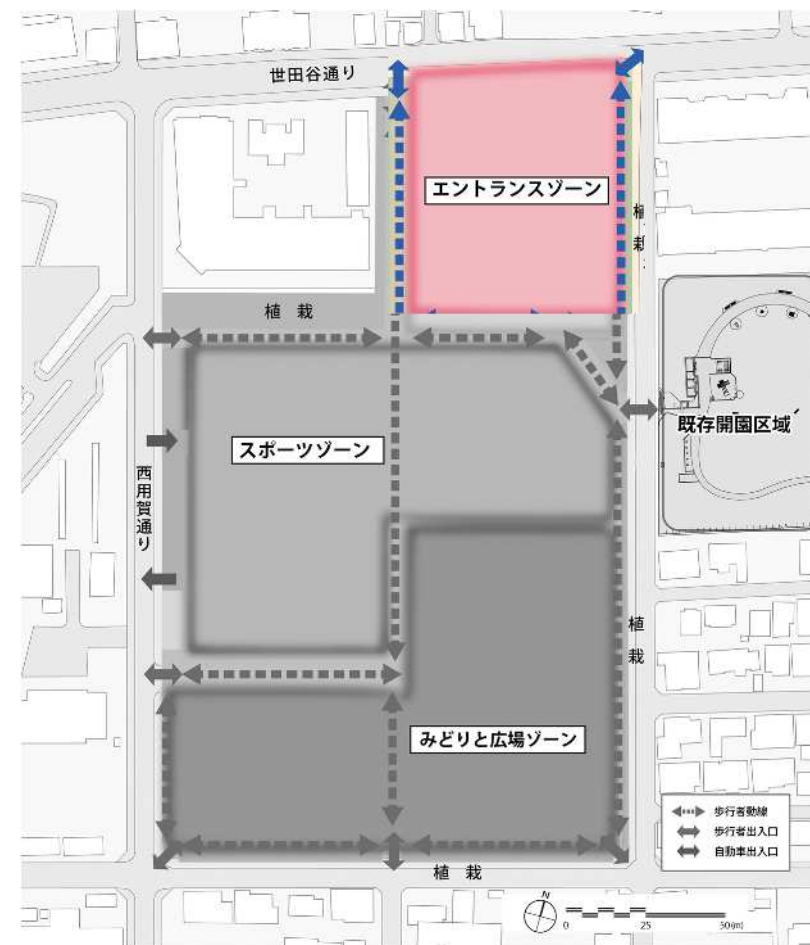 世田谷通り
エントランスゾーン
植栽
植栽
スポーツゾーン
既存開園区域
西用賀通り
植栽
みどりと広場ゾーン
歩行者動線
歩行者出入口
自動車出入口
植栽
N
0 25 50(m)